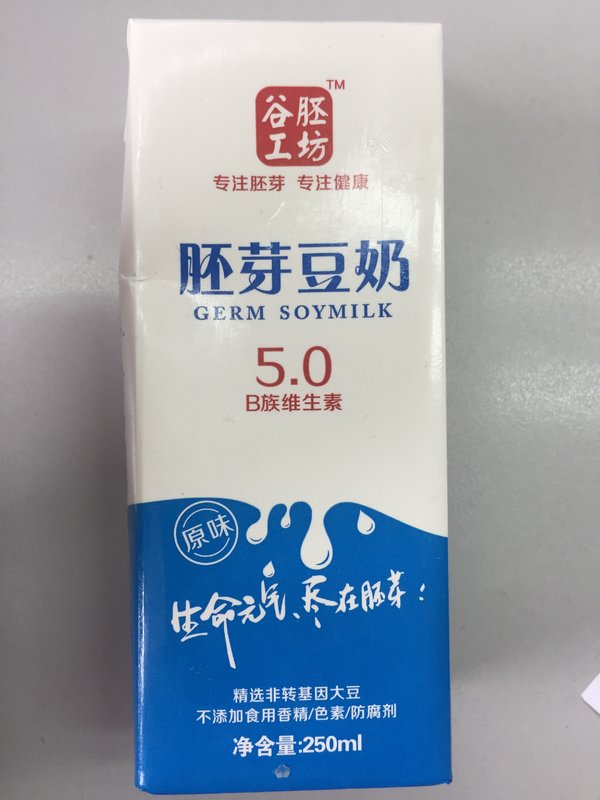 谷胚
工坊
TM
专注胚芽 专注健康
胚芽豆奶
GERM SOYMILK
5.0
B族维生素
原味
生命元气、尽在胚芽!
精选非转基因大豆
不添加食用香精/色素/防腐剂
净含量:250ml